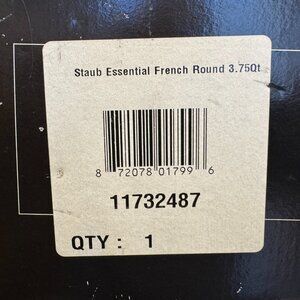 Staub Essential French Round 3.75Qt
8 72078 01799 6
11732487
QTY : 1